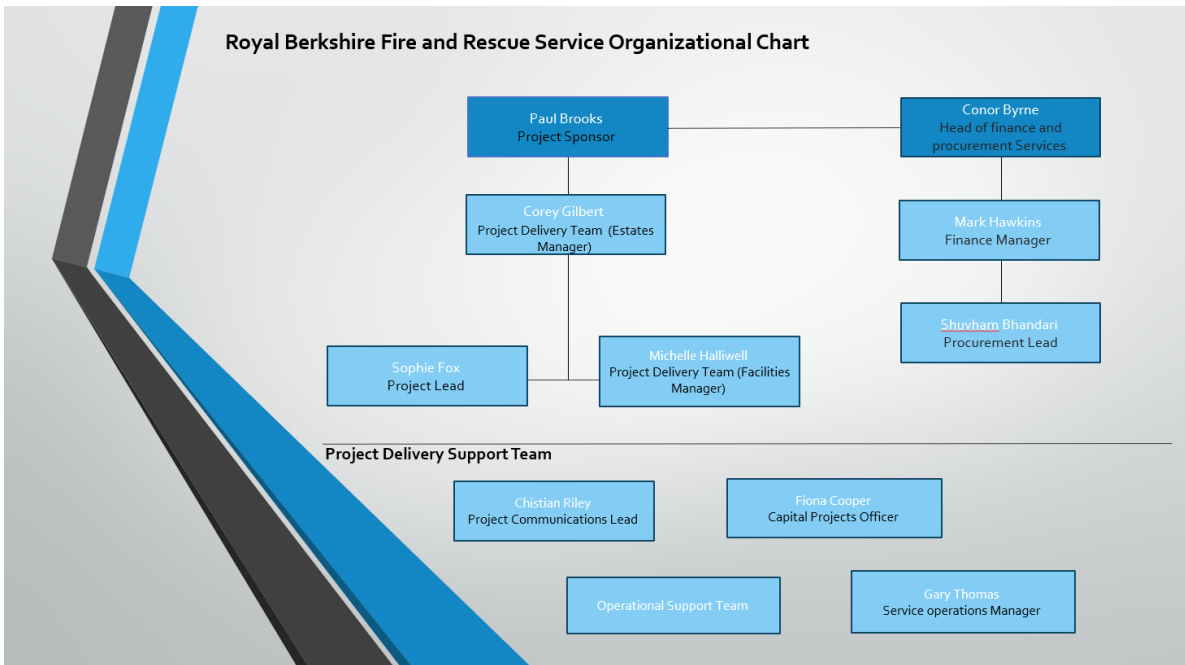 Royal Berkshire Fire and Rescue Service Organizational Chart
Paul Brooks
Project Sponsor
Conor Byrne
Head of finance and
procurement Services
Corey Gilbert
Project Delivery Team (Estates
Manager)
Mark Hawkins
Finance Manager
Shuvham Bhandari
Procurement Lead
Sophie Fox
Project Lead
Michelle Halliwell
Project Delivery Team (Facilities
Manager)
Project Delivery Support Team
Chistian Riley
Project Communications Lead
Fiona Cooper
Capital Projects Officer
Operational Support Team
Gary Thomas
Service operations Manager